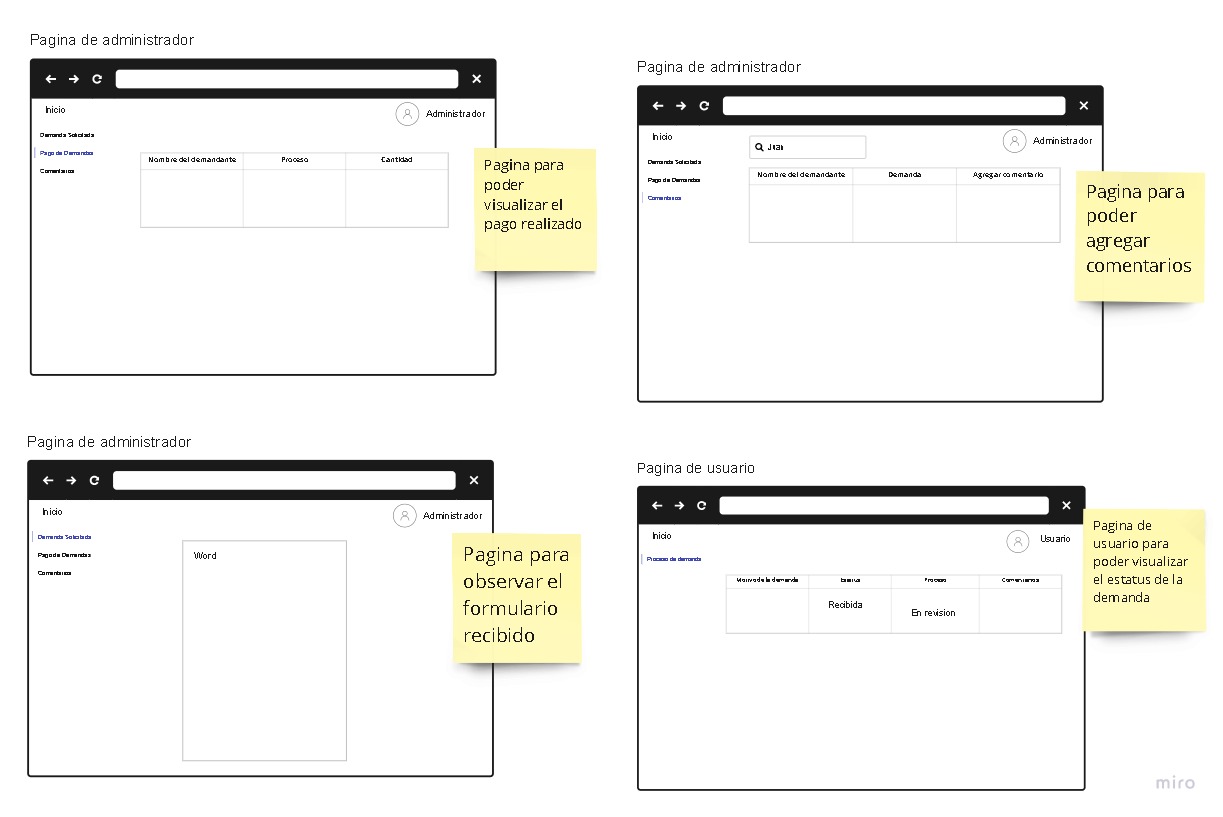 Pagina de administrador
Inicio
Administrador
Demanda Solicitada
Pago de Demandas
Comentarios
Nombre del demandante Proceso Cantidad
Pagina para
poder
visualizar el
pago realizado
Pagina de administrador
Inicio
Administrador
Juan
Demanda Solicitada
Pago de Demandas
Comentarios
Nombre del demandante Demanda Agregar comentario
Pagina para
poder
agregar
comentarios
Pagina de administrador
Inicio
Administrador
Demanda Solicitada
Pago de Demandas
Comentarios
Word
Pagina para
observar el
formulario
recibido
Pagina de usuario
Inicio
Usuario
Proceso de demanda
Motivo de la demanda Estatus Proceso Comentarios
Recibida
En revision
Pagina de
usuario para
poder visualizar
el estatus de la
demanda
miro